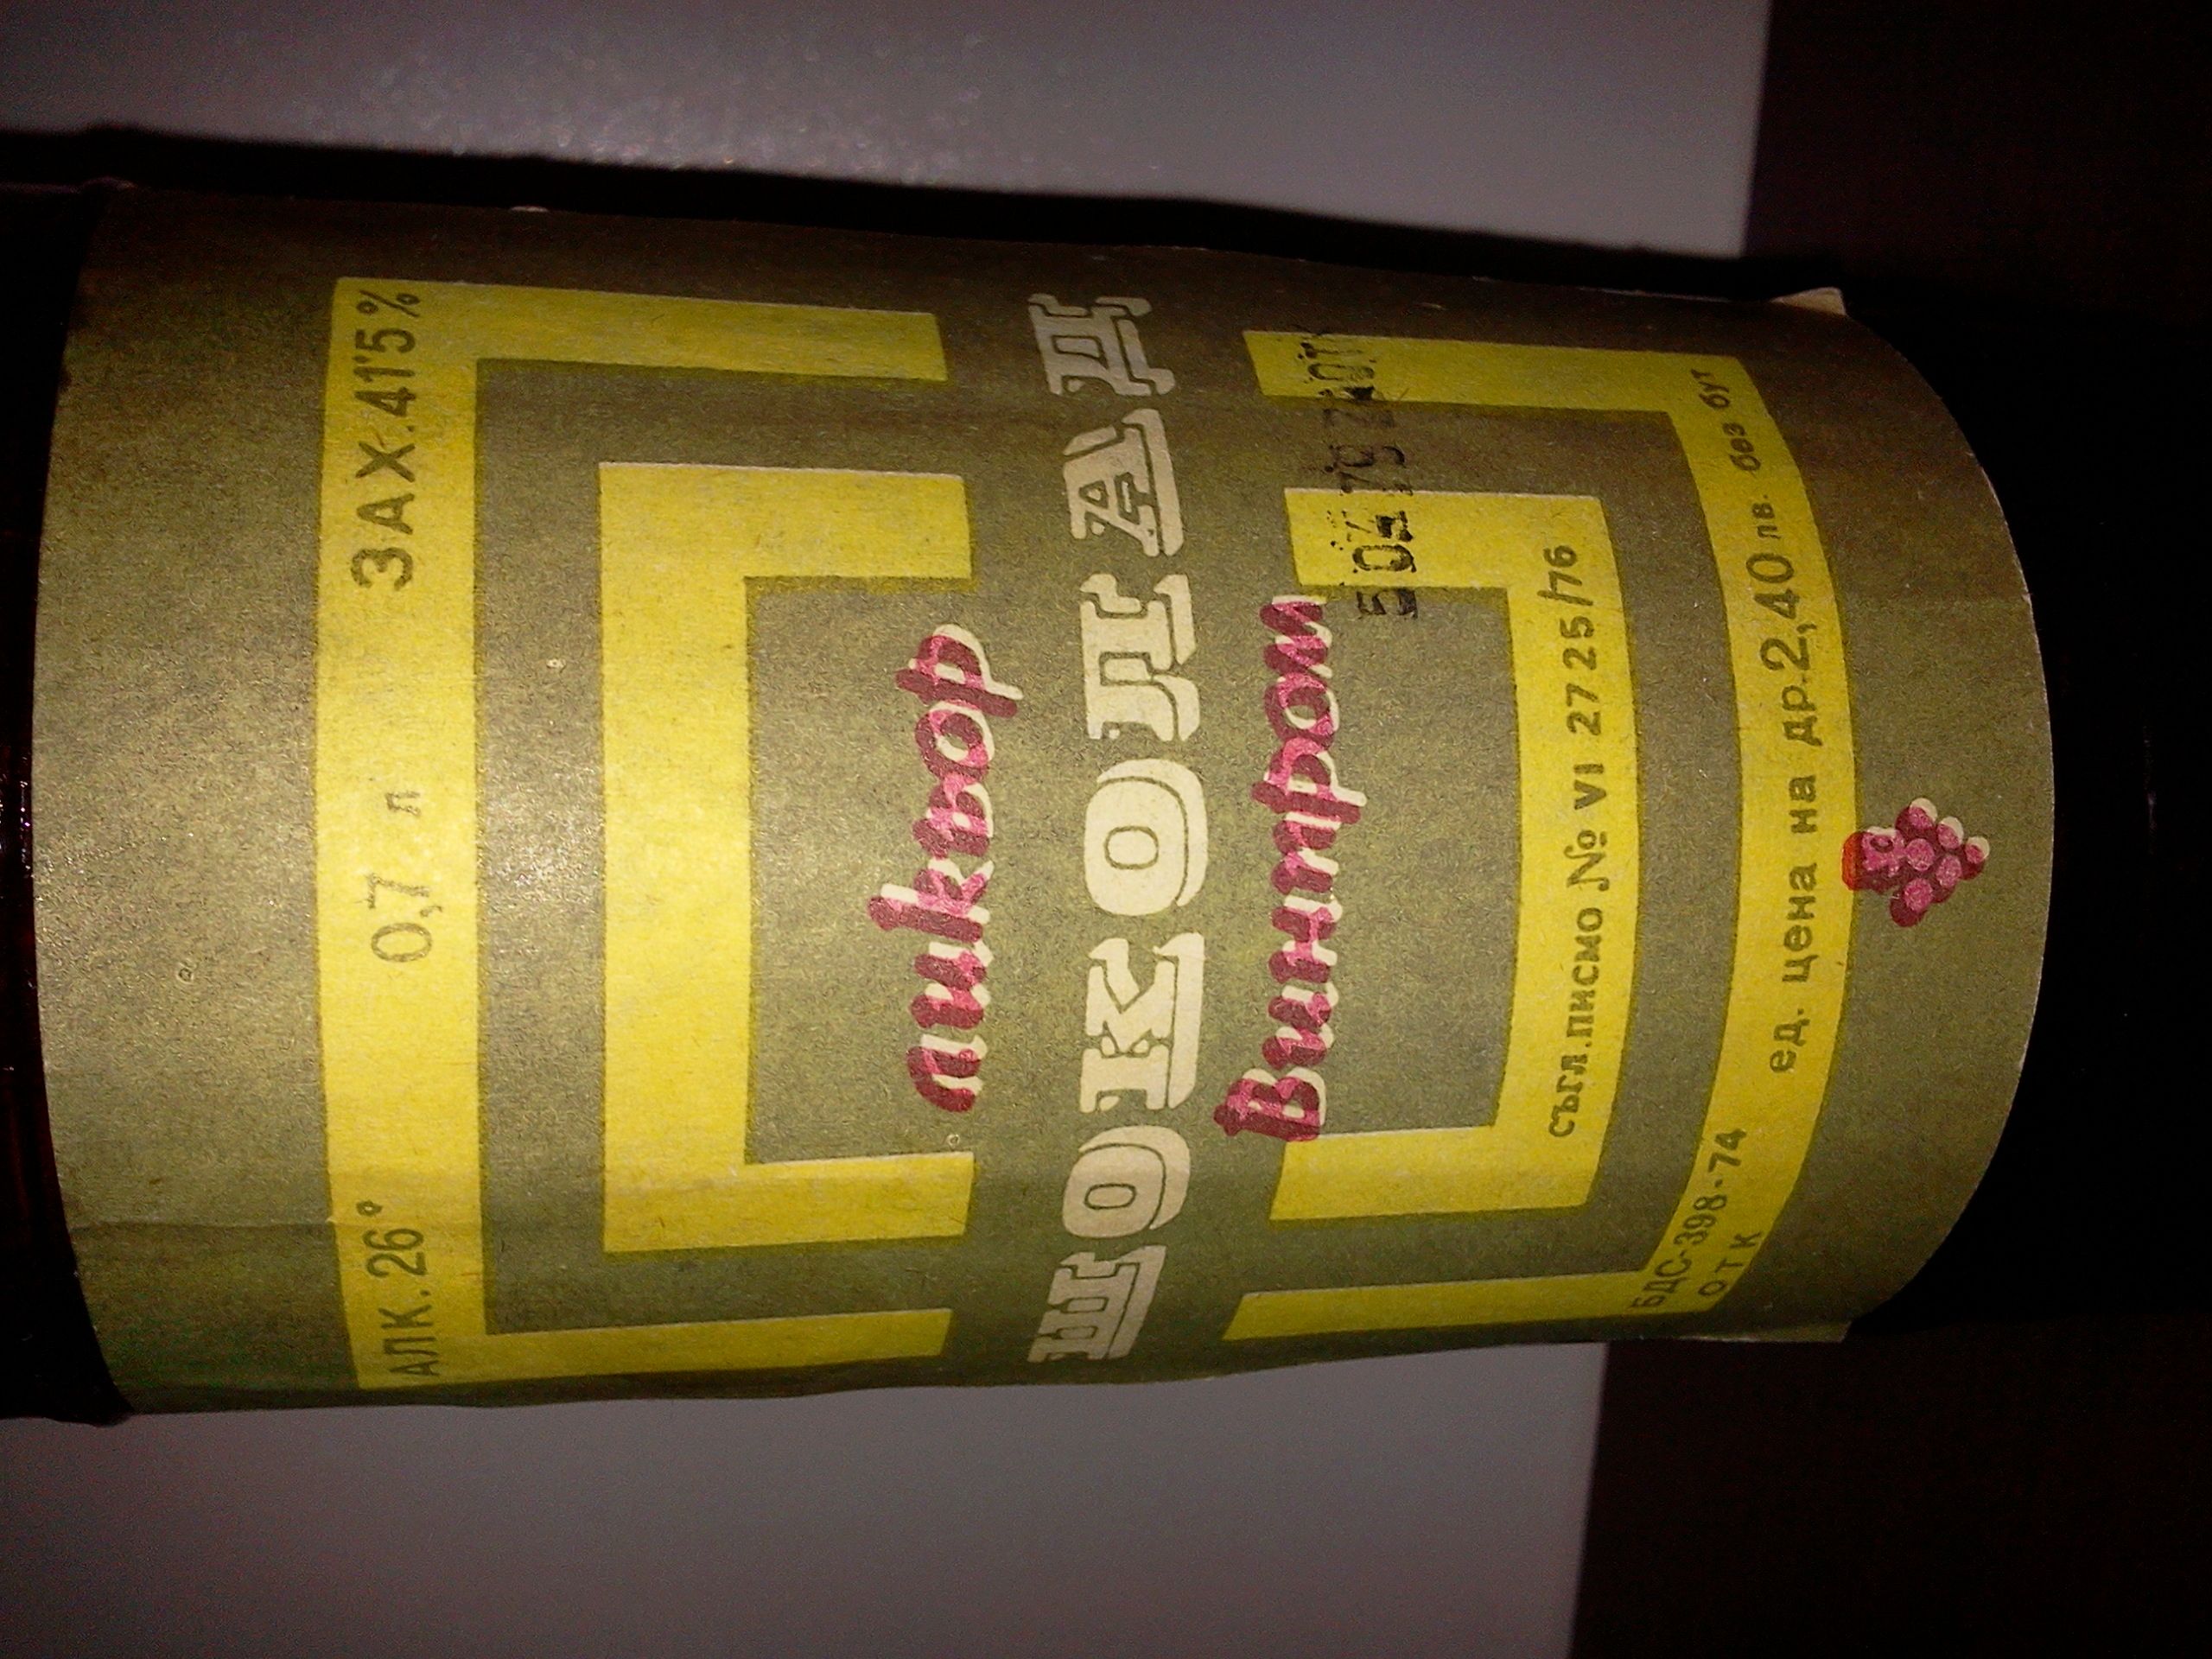 АЛК. 26° 0,7 л ЗАХ. 41'5%
ликьор
ШОКОЛАД
Винпром
съгл. писмо № VI 2725/76
БДС-398-74
ОТК
ед. цена на др. 2,40 лв. без бут